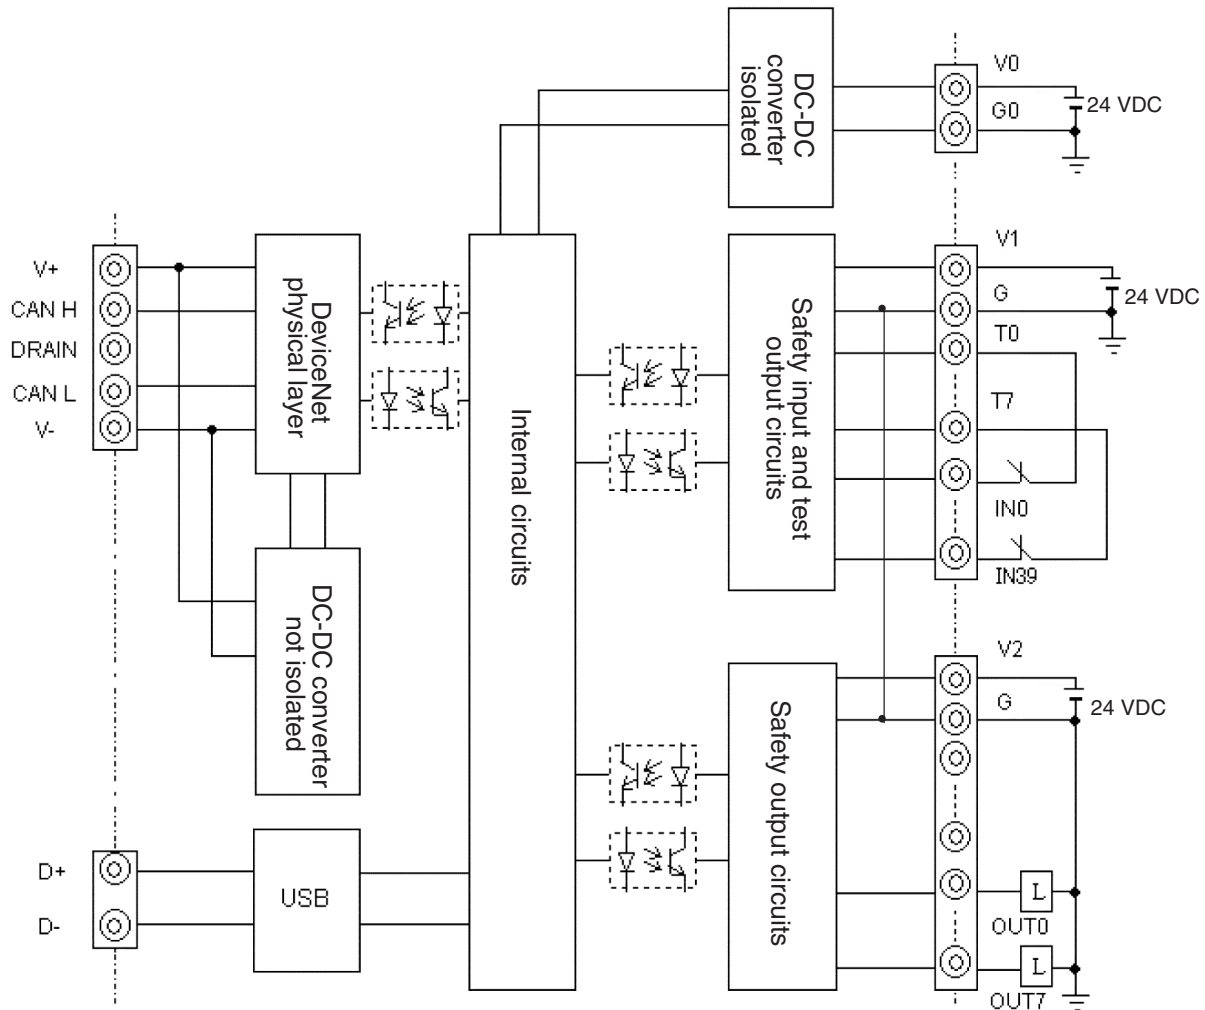 DC-DC
converter
isolated
V0
G0
24 VDC
V+
CAN H
DRAIN
CAN L
V-
DeviceNet
physical layer
DC-DC converter
not isolated
Internal circuits
Safety input and test
output circuits
V1
G
24 VDC
T0
T7
IN0
IN39
V2
G
24 VDC
Safety output circuits
D+
D-
USB
L
OUT0
L
OUT7